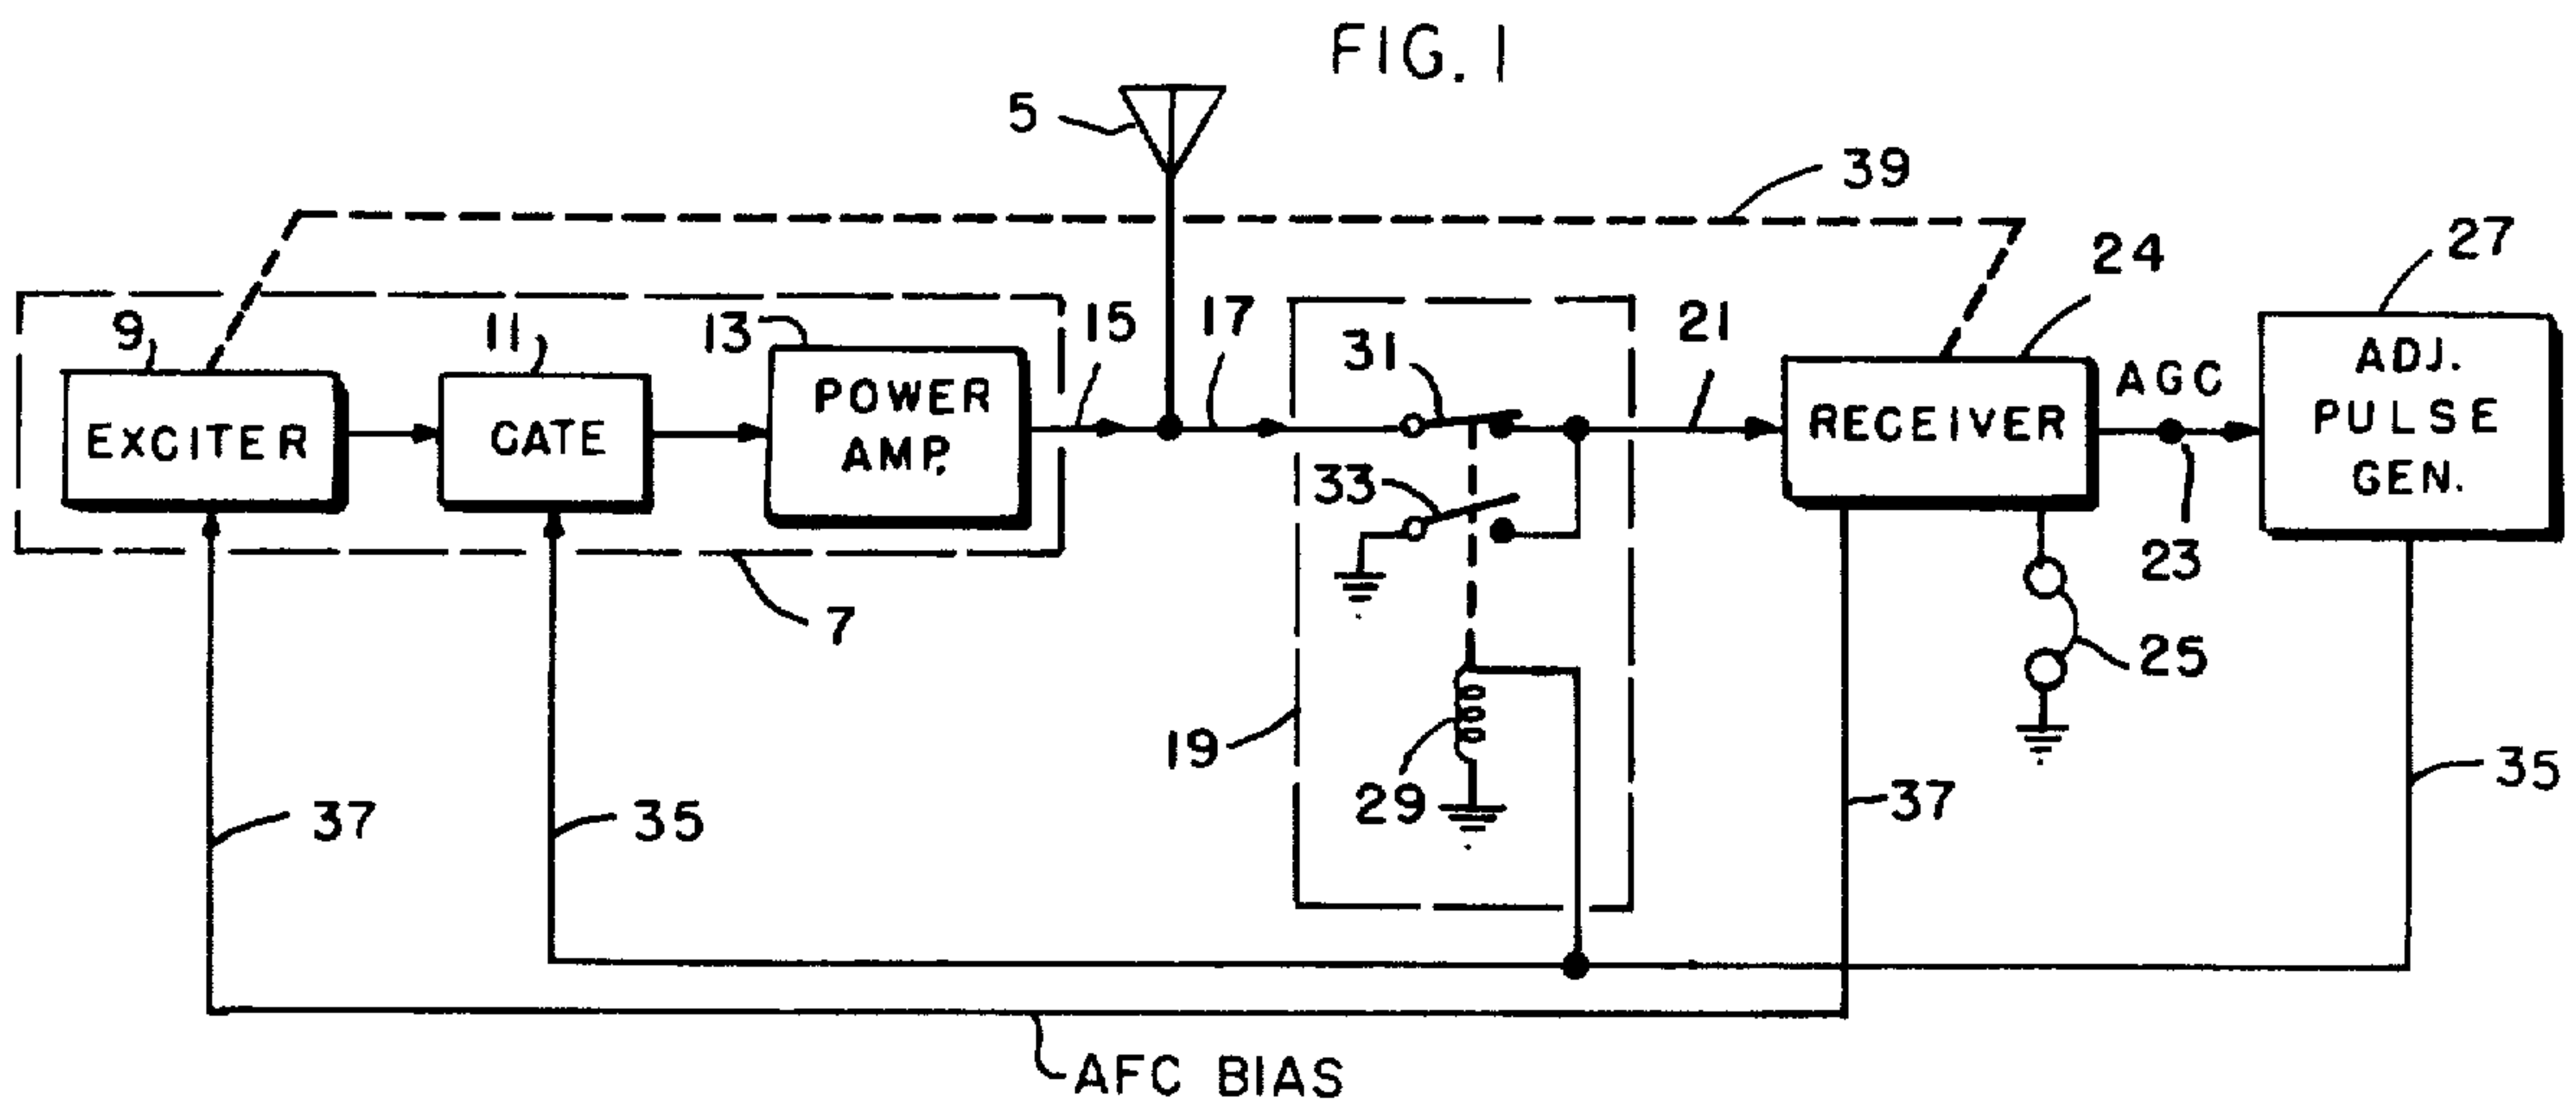 FIG. 1
5
39
24
27
9
11
13
15
17
31
21
AGC
EXCITER
GATE
POWER
AMP.
33
RECEIVER
23
ADJ.
PULSE
GEN.
7
25
19
29
37
35
37
35
AFC BIAS